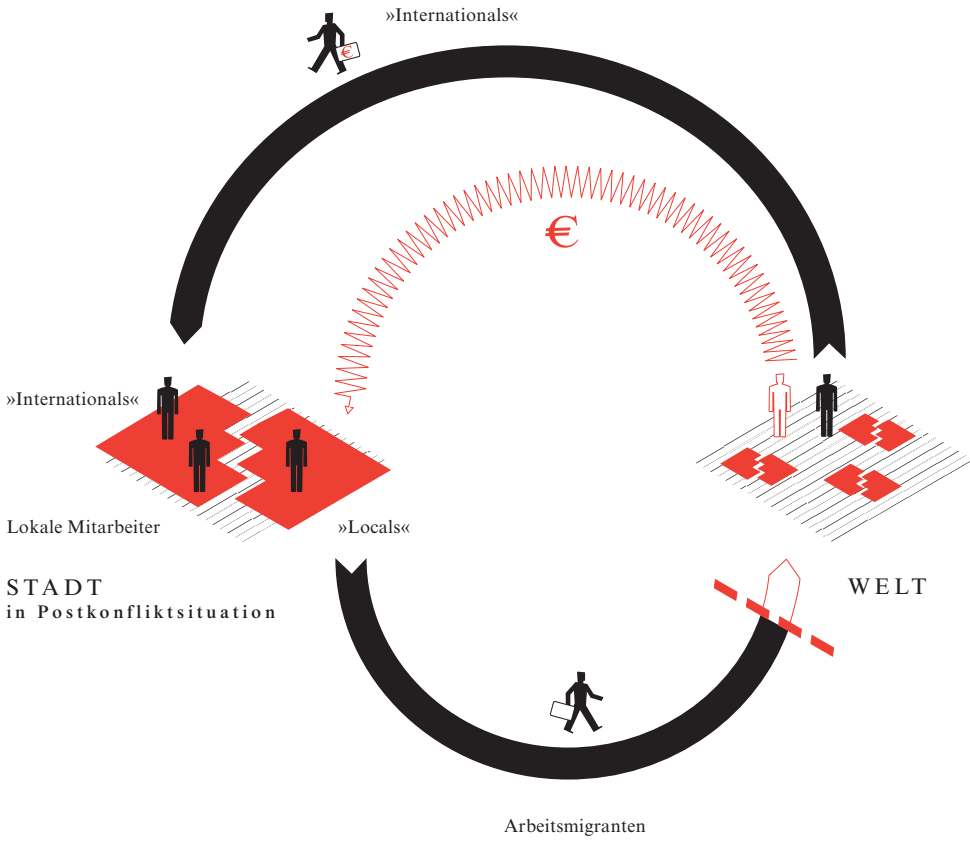 »Internationals«
€
€
»Internationals«
Lokale Mitarbeiter
»Locals«
STADT
in Postkonfliktsituation
WELT
Arbeitsmigranten